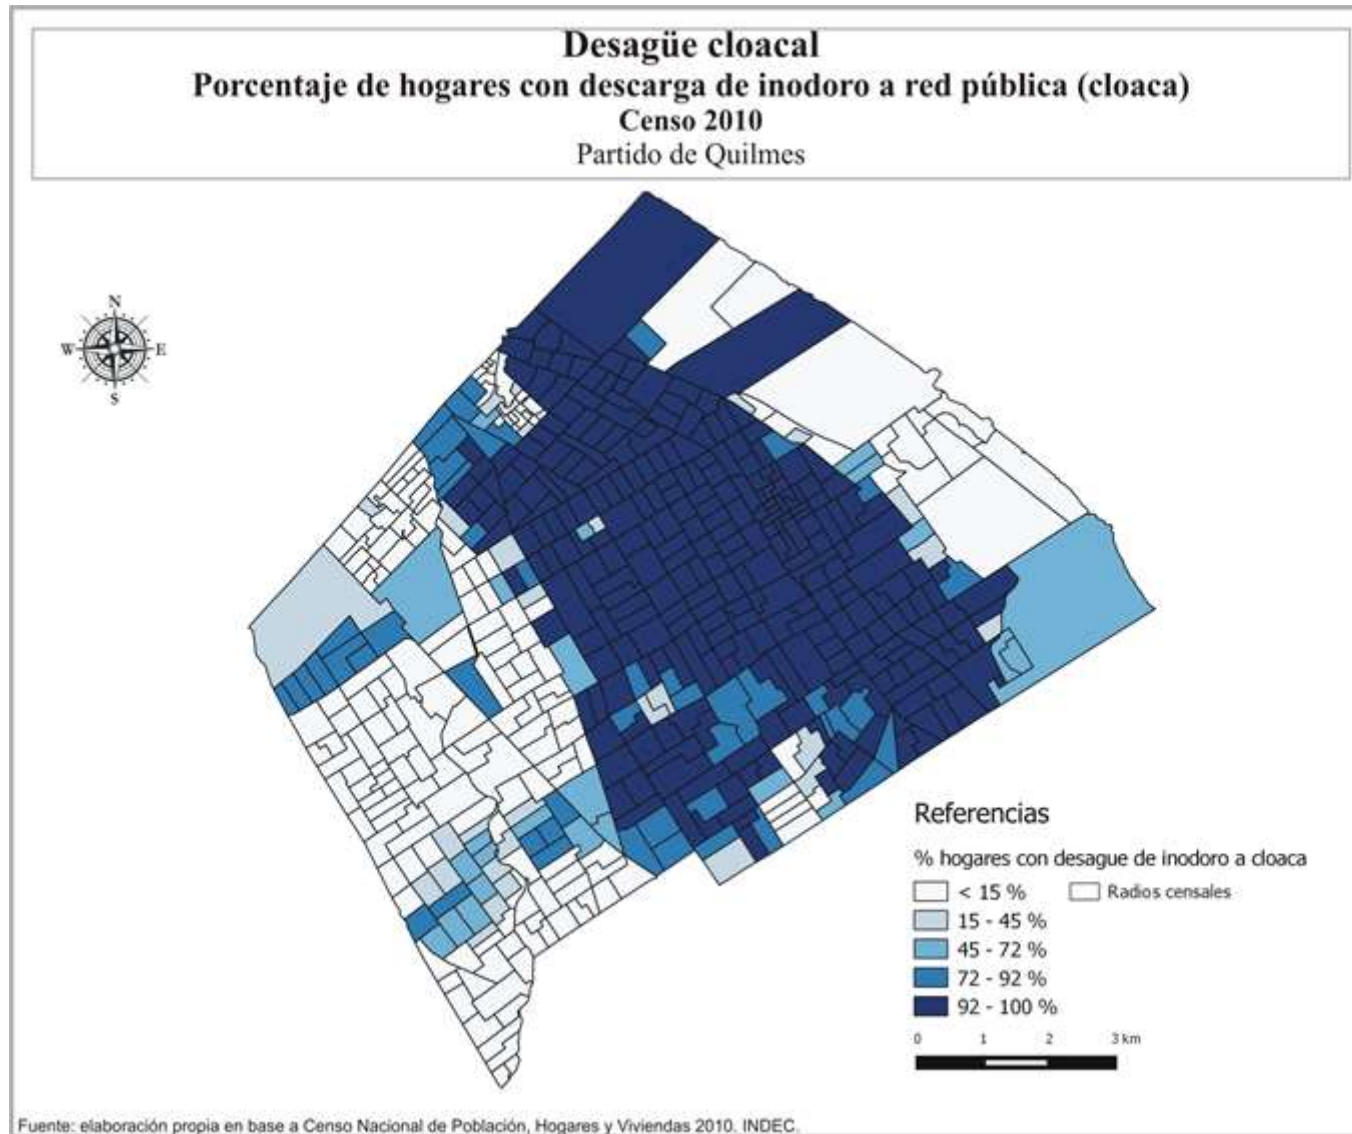 Desagüe cloacal
Porcentaje de hogares con descarga de inodoro a red pública (cloaca)
Censo 2010
Partido de Quilmes
N
W E
S
Referencias
% hogares con desague de inodoro a cloaca
< 15 % Radios censales
15 - 45 %
45 - 72 %
72 - 92 %
92 - 100 %
0 1 2 3 km
Fuente: elaboración propia en base a Censo Nacional de Población, Hogares y Viviendas 2010. INDEC.